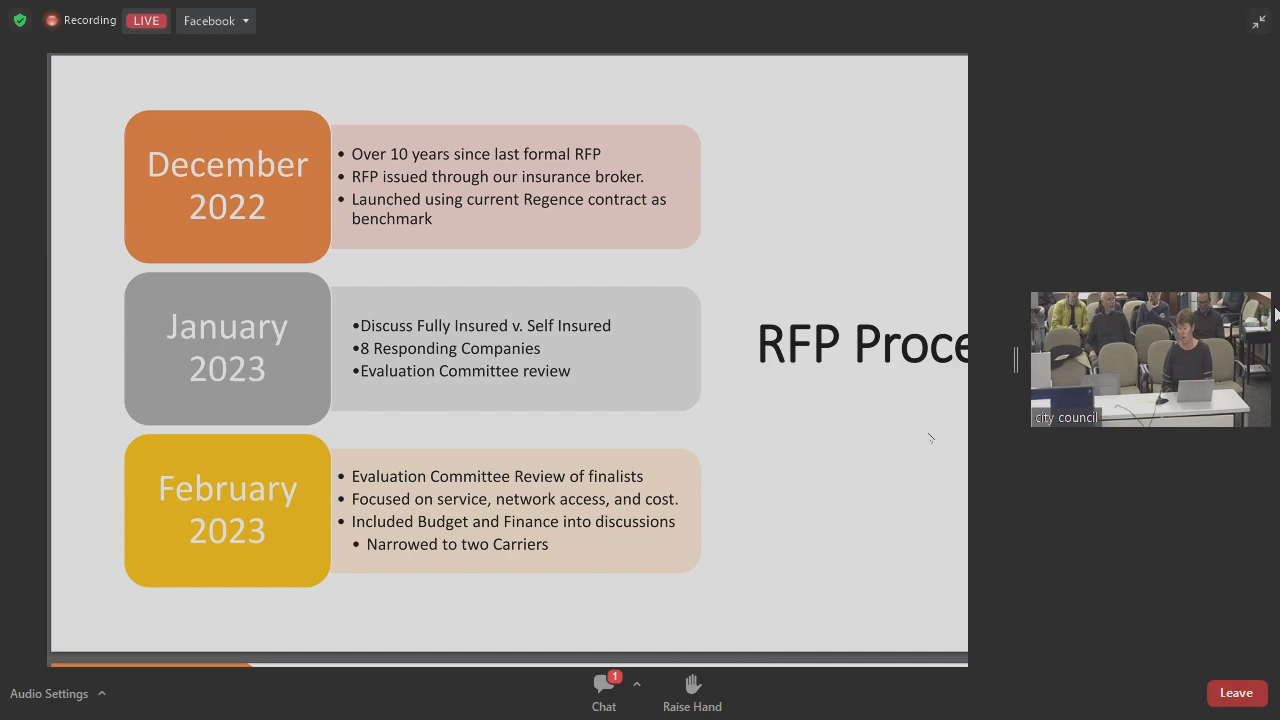 Recording
LIVE
Facebook
December
2022
• Over 10 years since last formal RFP
• RFP issued through our insurance broker.
• Launched using current Regence contract as
benchmark
January
2023
•Discuss Fully Insured v. Self Insured
•8 Responding Companies
•Evaluation Committee review
February
2023
• Evaluation Committee Review of finalists
• Focused on service, network access, and cost.
• Included Budget and Finance into discussions
• Narrowed to two Carriers
RFP Proce
city council
Audio Settings
1
Chat
Raise Hand
Leave